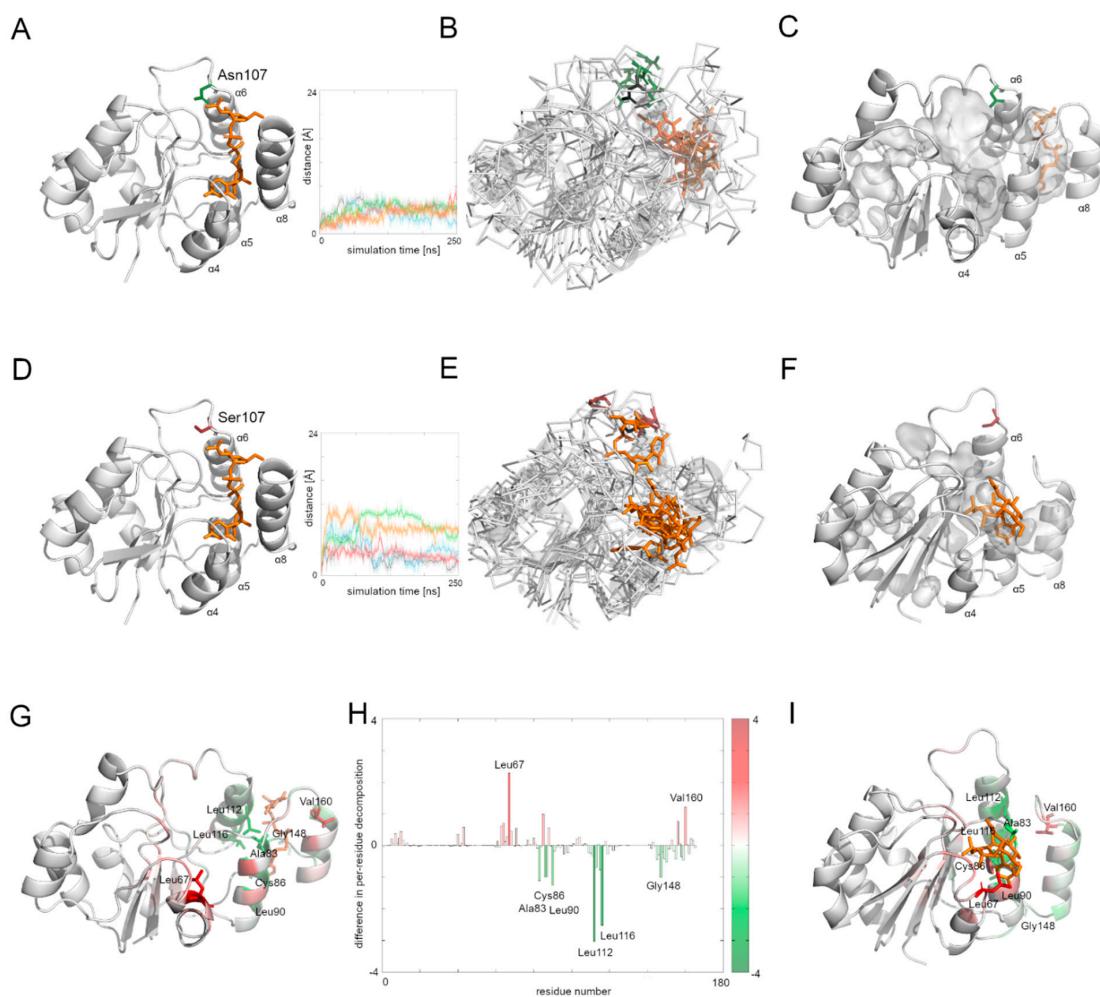 A
Asn107
α6
α8
α5
α4
24
distance [Å]
0
0
250
simulation time [ns]
B
C
α6
α8
α5
α4
D
Ser107
α6
α8
α5
α4
24
distance [Å]
0
0
250
simulation time [ns]
E
F
α6
α5
α8
α4
G
Leu112
Val160
Leu116
Gly148
Ala83
Leu67
Cys86
Leu90
H
4
difference in per-residue decomposition
0
-4
Leu67
Val160
Cys86
Gly148
Ala83
Leu90
Leu116
Leu112
0
180
residue number
4
-4
I
Leu112
Val160
Ala83
Leu116
Cys86
Leu90
Leu67
Gly148